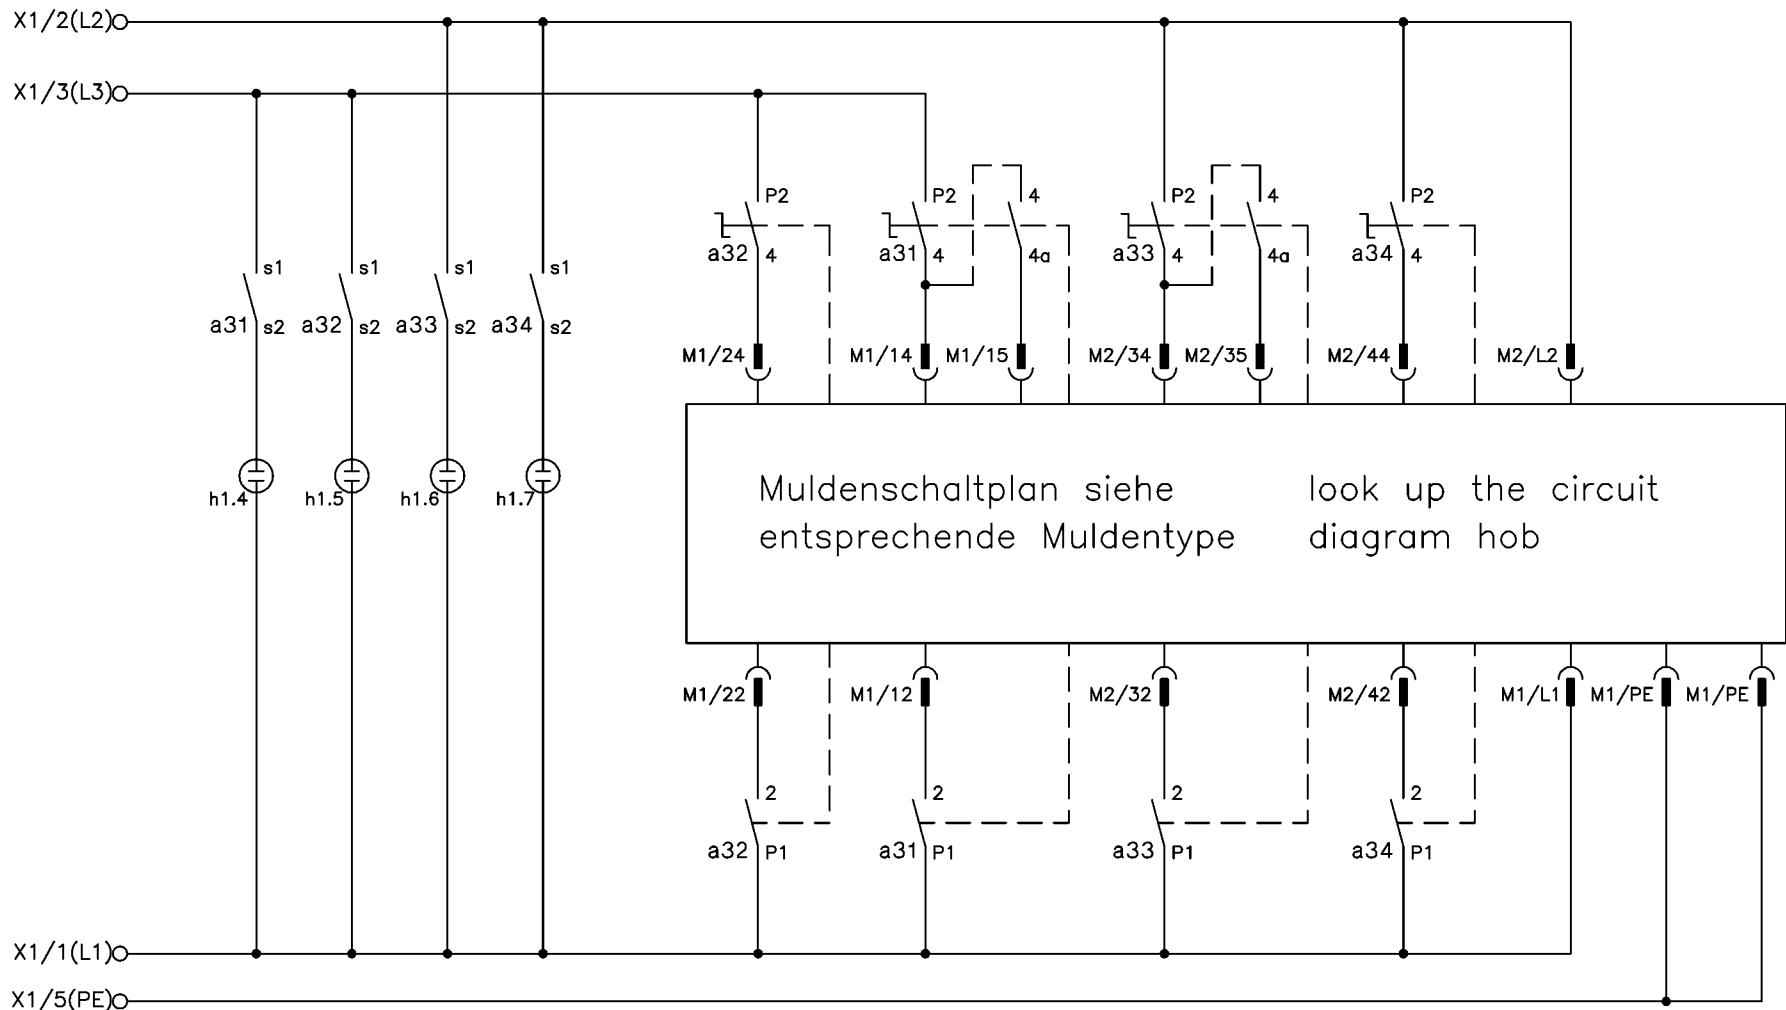 X1/2(L2)
X1/3(L3)
P2 P2 4 P2 4 P2
a32 4 a31 4 4a a33 4 4a a34 4
s1 s1 s1 s1
a31 s2 a32 s2 a33 s2 a34 s2
M1/24 M1/14 M1/15 M2/34 M2/35 M2/44 M2/L2
h1.4 h1.5 h1.6 h1.7
Muldenschaltplan siehe look up the circuit
entsprechende Muldentype diagram hob
M1/22 M1/12 M2/32 M2/42 M1/L1 M1/PE M1/PE
2 2 2 2
a32 P1 a31 P1 a33 P1 a34 P1
X1/1(L1)
X1/5(PE)